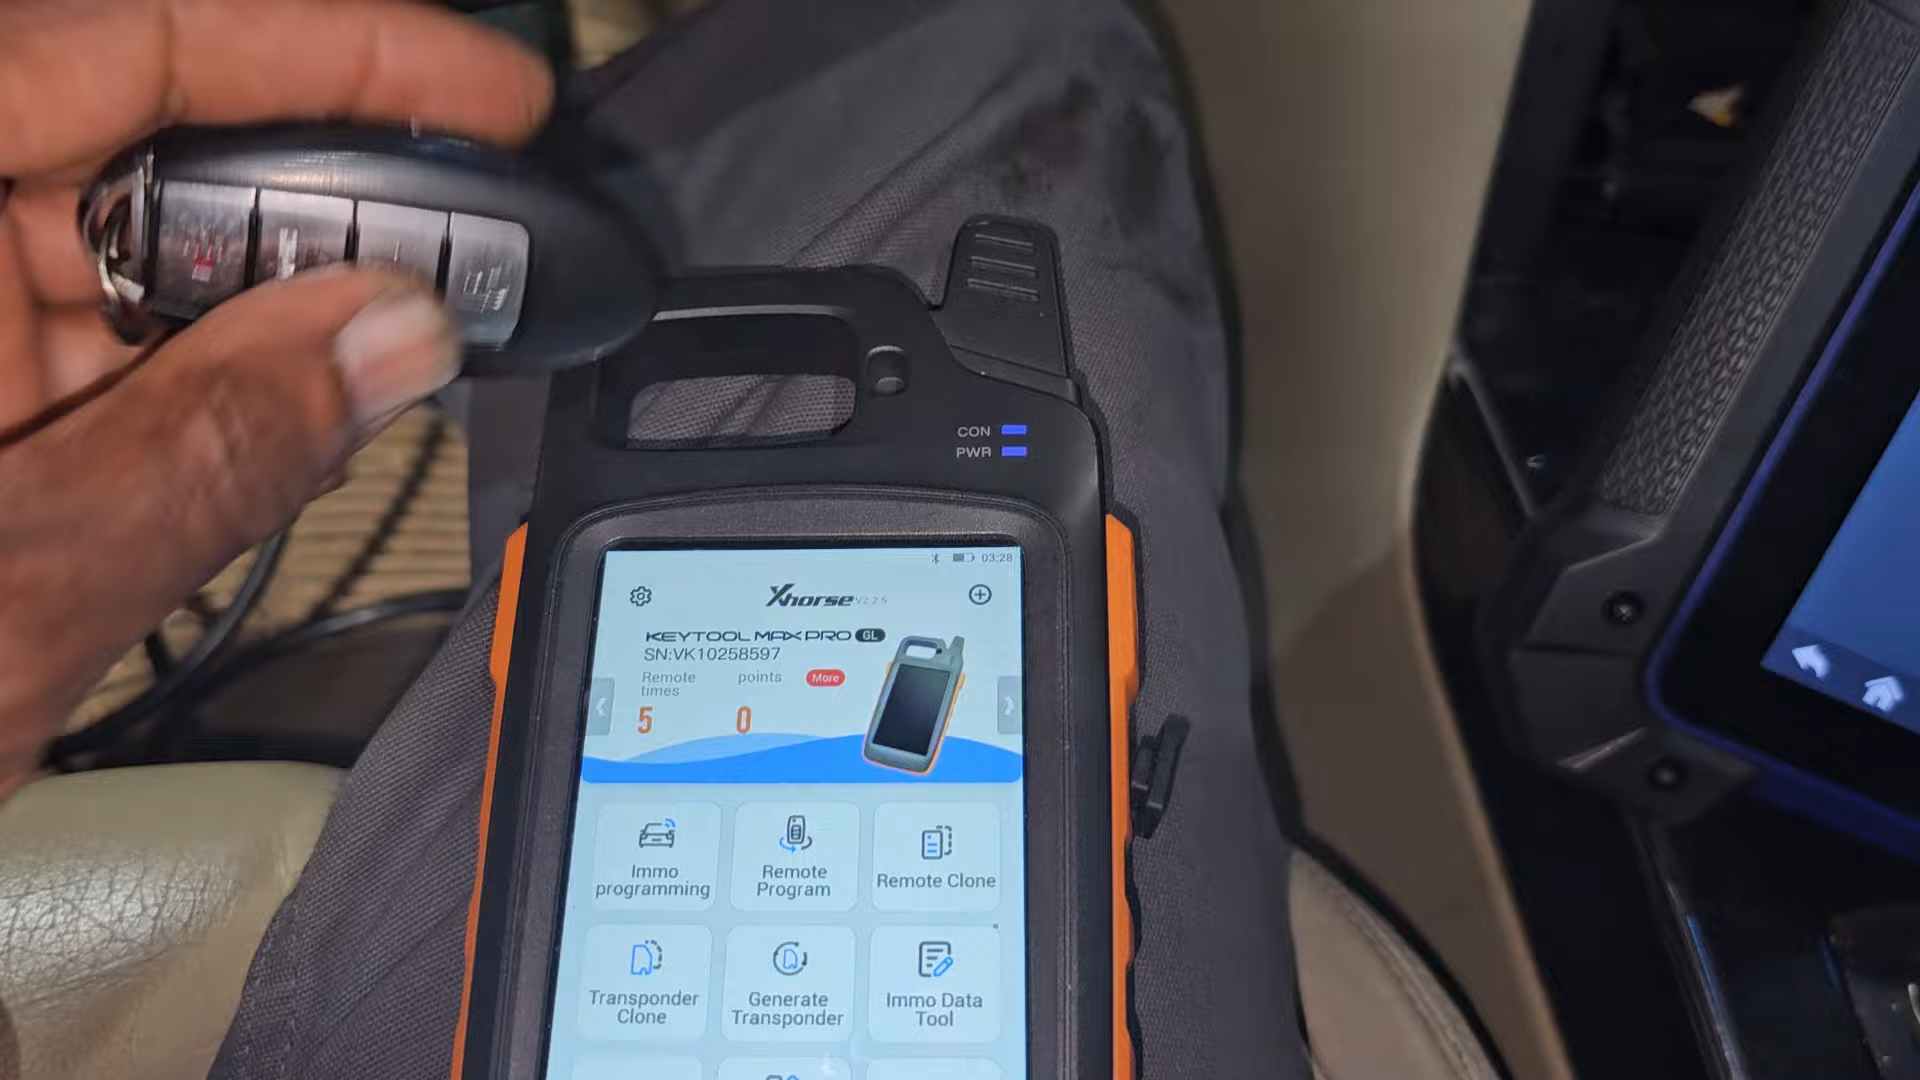 CON
PWR
03:28
Xhorse V2.2.5
KEYTOOL MAX PRO GL
SN:VK10258597
Remote times
points
More
5
0
Immo programming
Remote Program
Remote Clone
Transponder Clone
Generate Transponder
Immo Data Tool